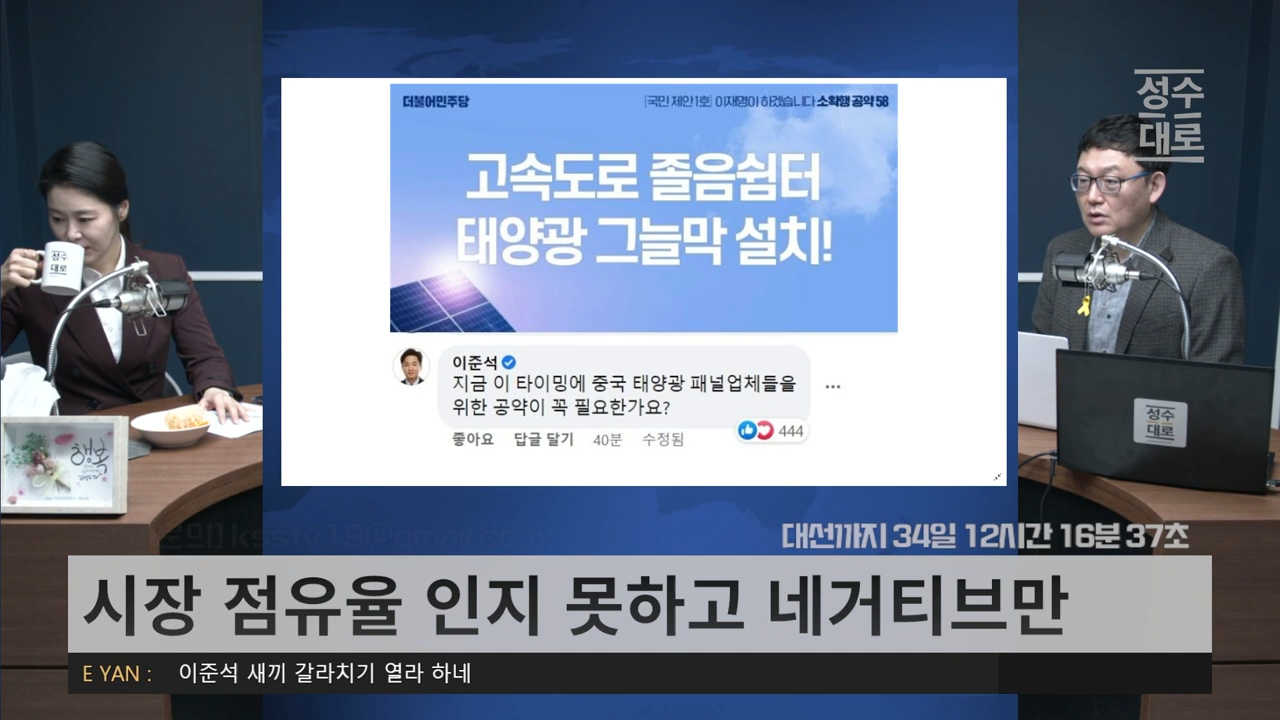 성수
대로
더불어민주당
[국민 제안 1호] 이재명이 하겠습니다 소확행 공약 58
고속도로 졸음쉼터
태양광 그늘막 설치!
이준석
지금 이 타이밍에 중국 태양광 패널업체들을
위한 공약이 꼭 필요한가요?
좋아요 답글 달기 40분 수정됨
444
성수
대로
성수
대로
행복
대선까지 34일 12시간 16분 37초
시장 점유율 인지 못하고 네거티브만
E YAN : 이준석 새끼 갈라치기 열라 하네